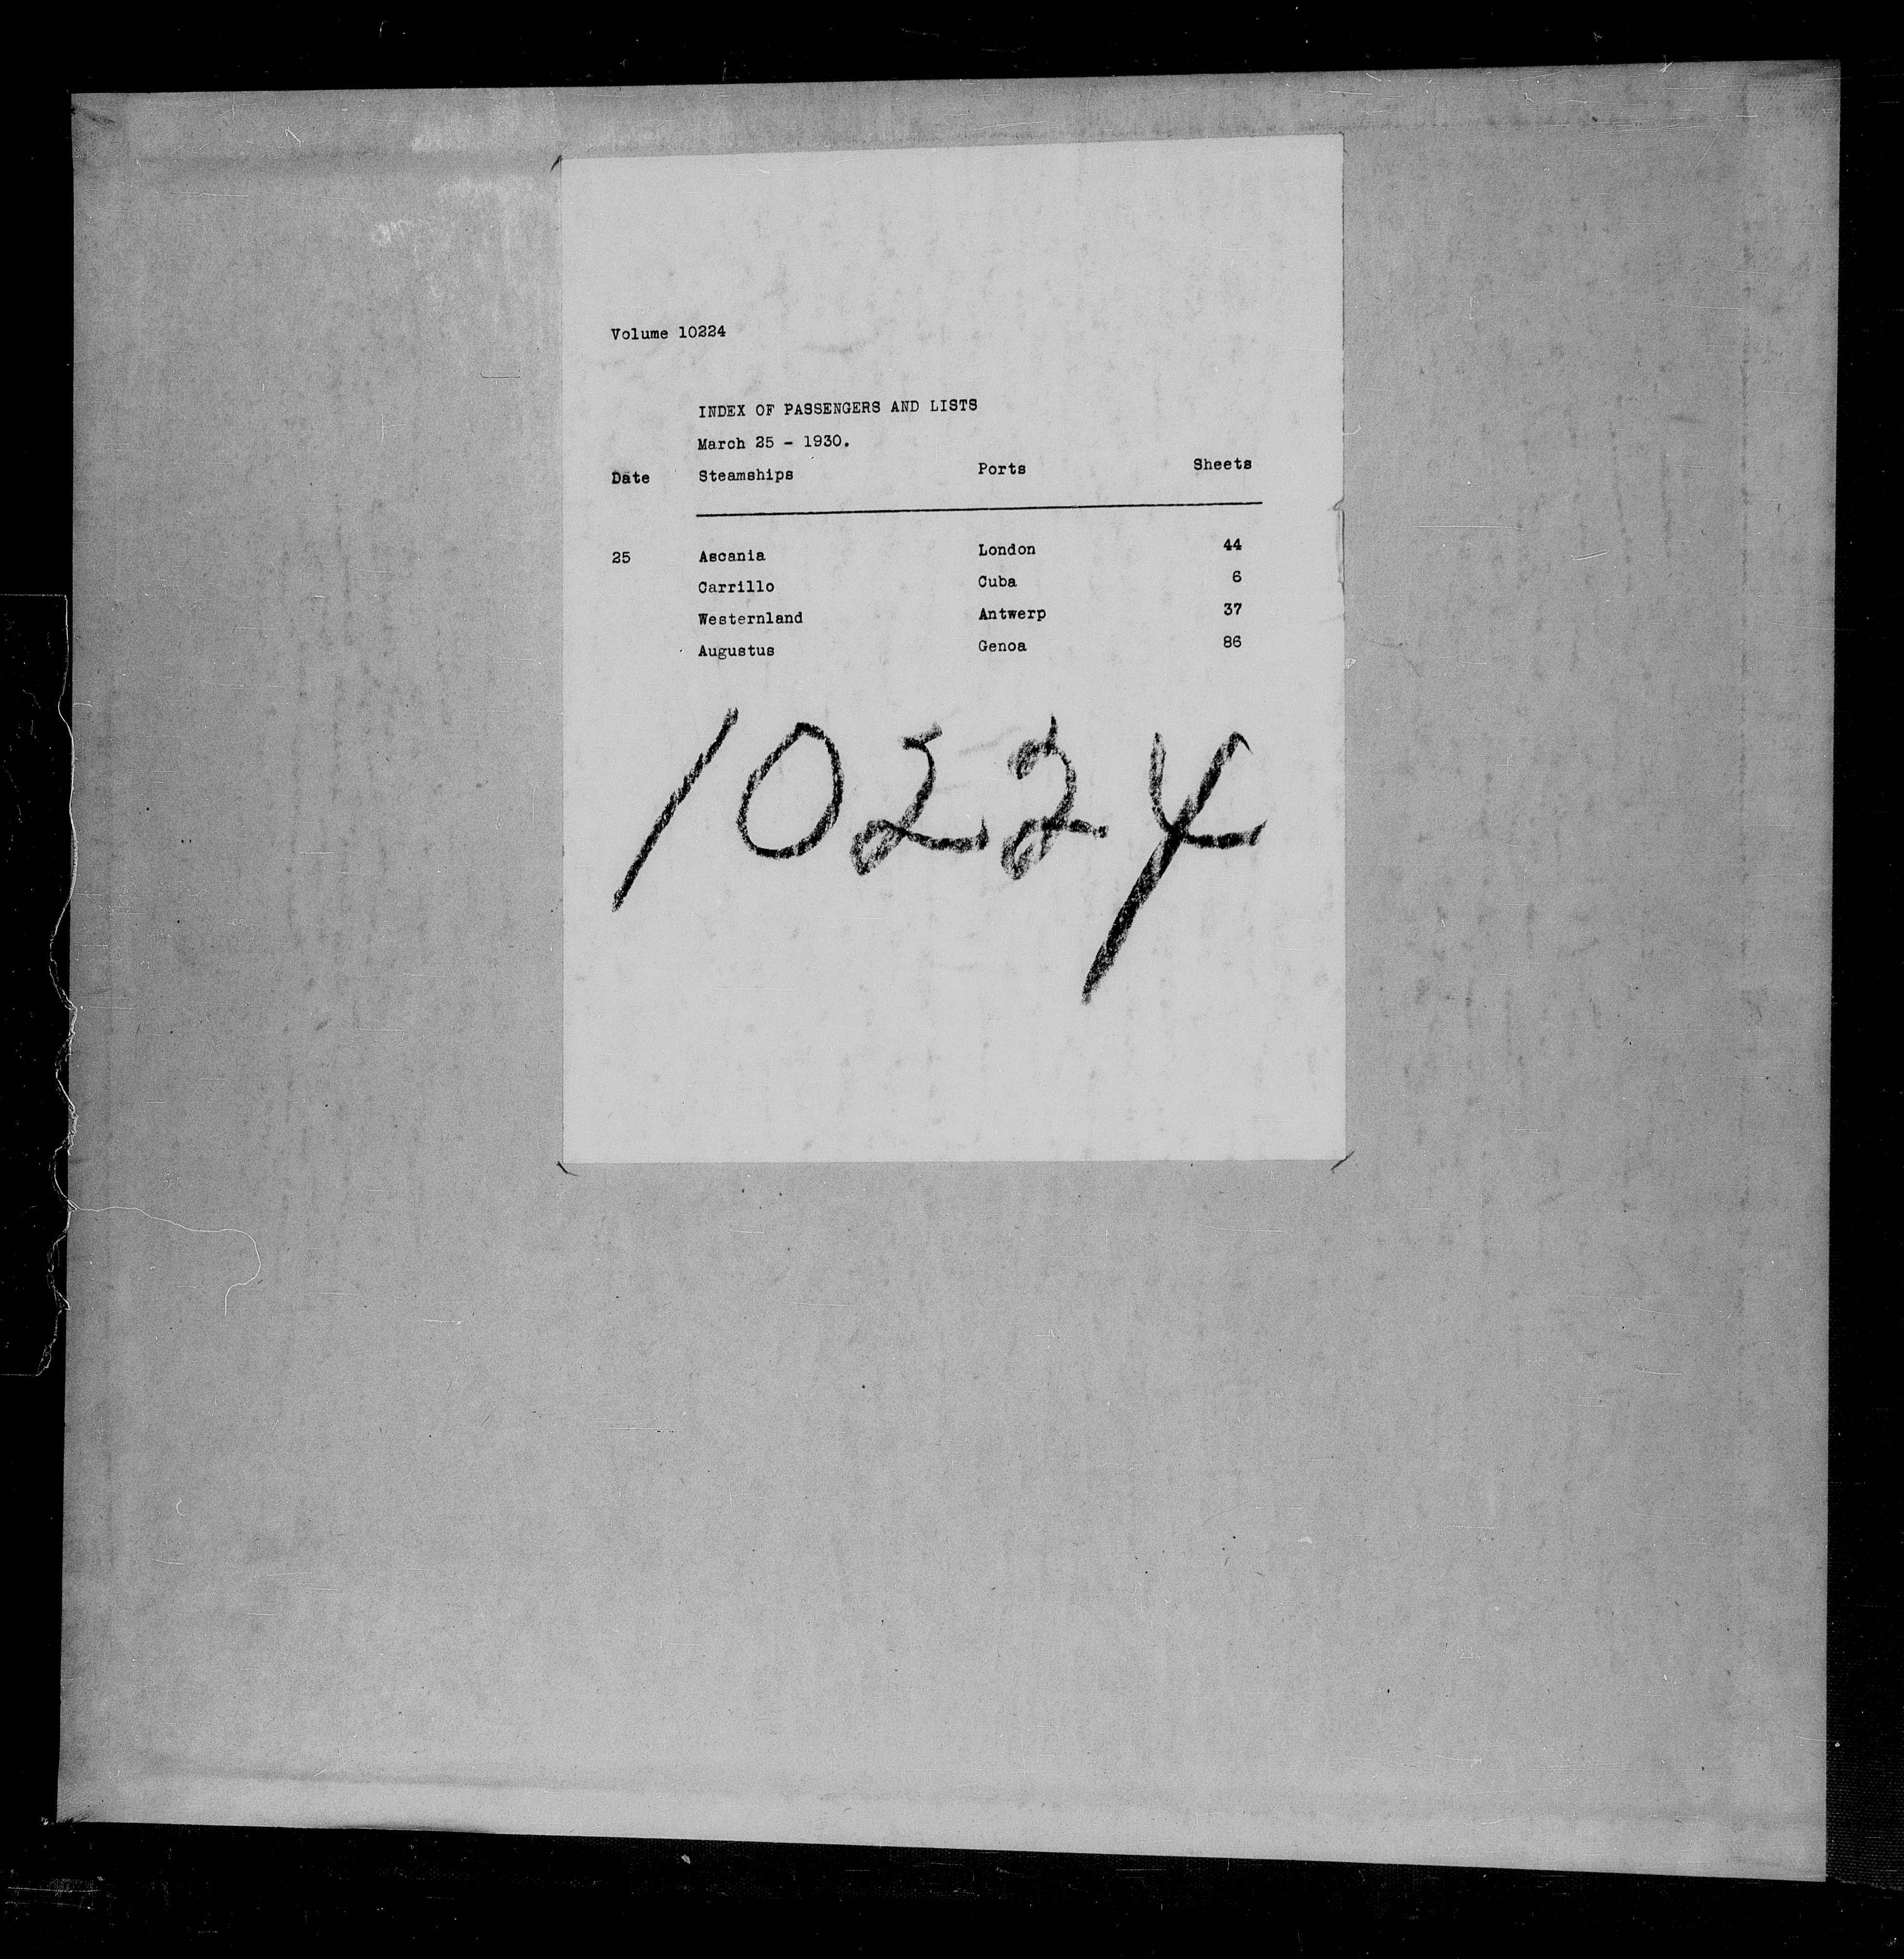 Volume 10224
INDEX OF PASSENGERS AND LISTS
March 25 - 1930.
Date Steamships Ports Sheets
25 Ascania London 44
Carrillo Cuba 6
Westernland Antwerp 37
Augustus Genoa 86
10224